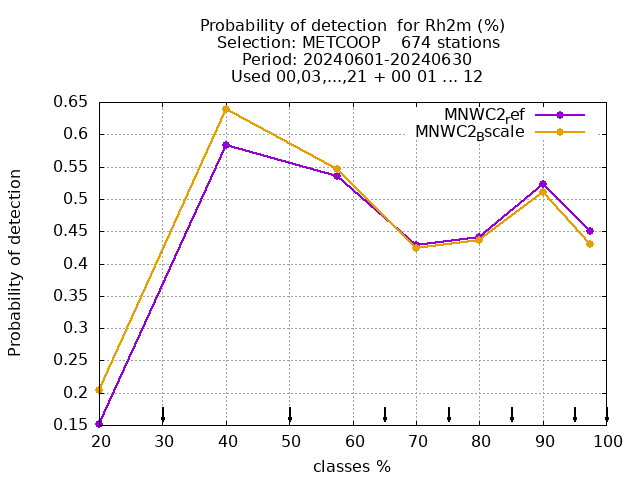 Probability of detection  for Rh2m (%)
Selection: METCOOP    674 stations
Period: 20240601-20240630
Used 00,03,...,21 + 00 01 ... 12
MNWC2ref
MNWC2Bscale
Probability of detection
0.65
0.6
0.55
0.5
0.45
0.4
0.35
0.3
0.25
0.2
0.15
20 30 40 50 60 70 80 90 100
classes %